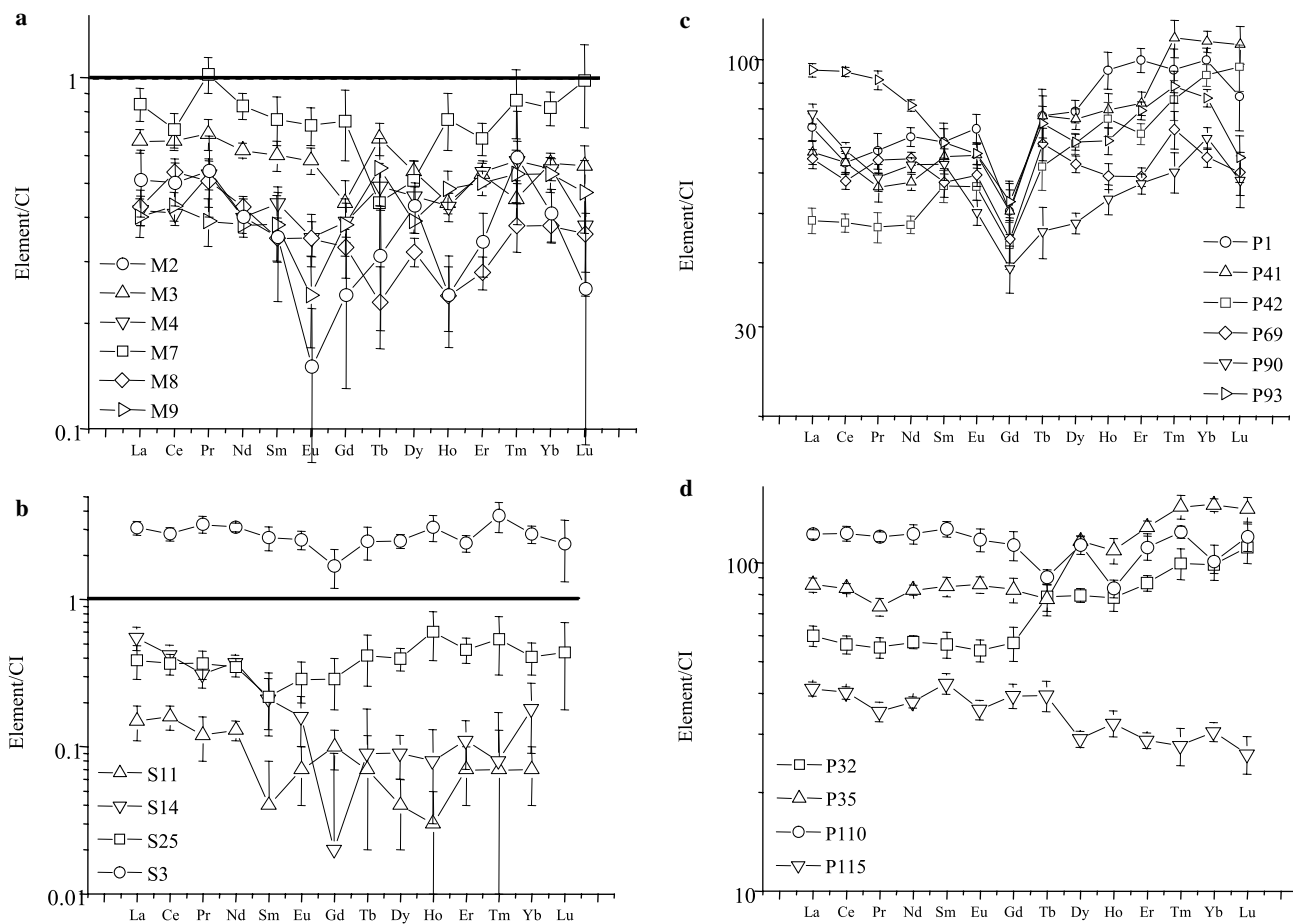 a
1
Element/CI
M2
M3
M4
M7
M8
M9
0.1
La Ce Pr Nd Sm Eu Gd Tb Dy Ho Er Tm Yb Lu
b
1
Element/CI
0.1
S11
S14
S25
S3
0.01
La Ce Pr Nd Sm Eu Gd Tb Dy Ho Er Tm Yb Lu
c
100
Element/CI
30
P1
P41
P42
P69
P90
P93
La Ce Pr Nd Sm Eu Gd Tb Dy Ho Er Tm Yb Lu
d
100
Element/CI
P32
P35
P110
P115
10
La Ce Pr Nd Sm Eu Gd Tb Dy Ho Er Tm Yb Lu